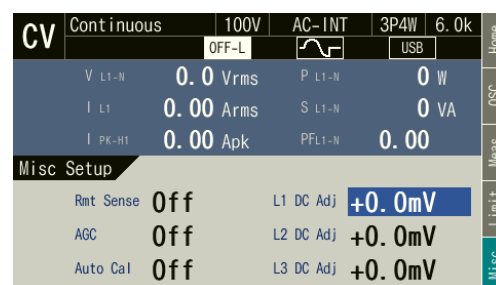 CV Continuous 100V AC-INT 3P4W 6.0k
OFF-L USB
V L1-N 0.0 Vrms P L1-N 0 W
I L1 0.00 Arms S L1-N 0 VA
I PK-H1 0.00 Apk PFL1-N 0.00
Misc Setup
Rmt Sense Off L1 DC Adj +0.0mV
AGC Off L2 DC Adj +0.0mV
Auto Cal Off L3 DC Adj +0.0mV
Home
OSC
Meas
Limit
Misc